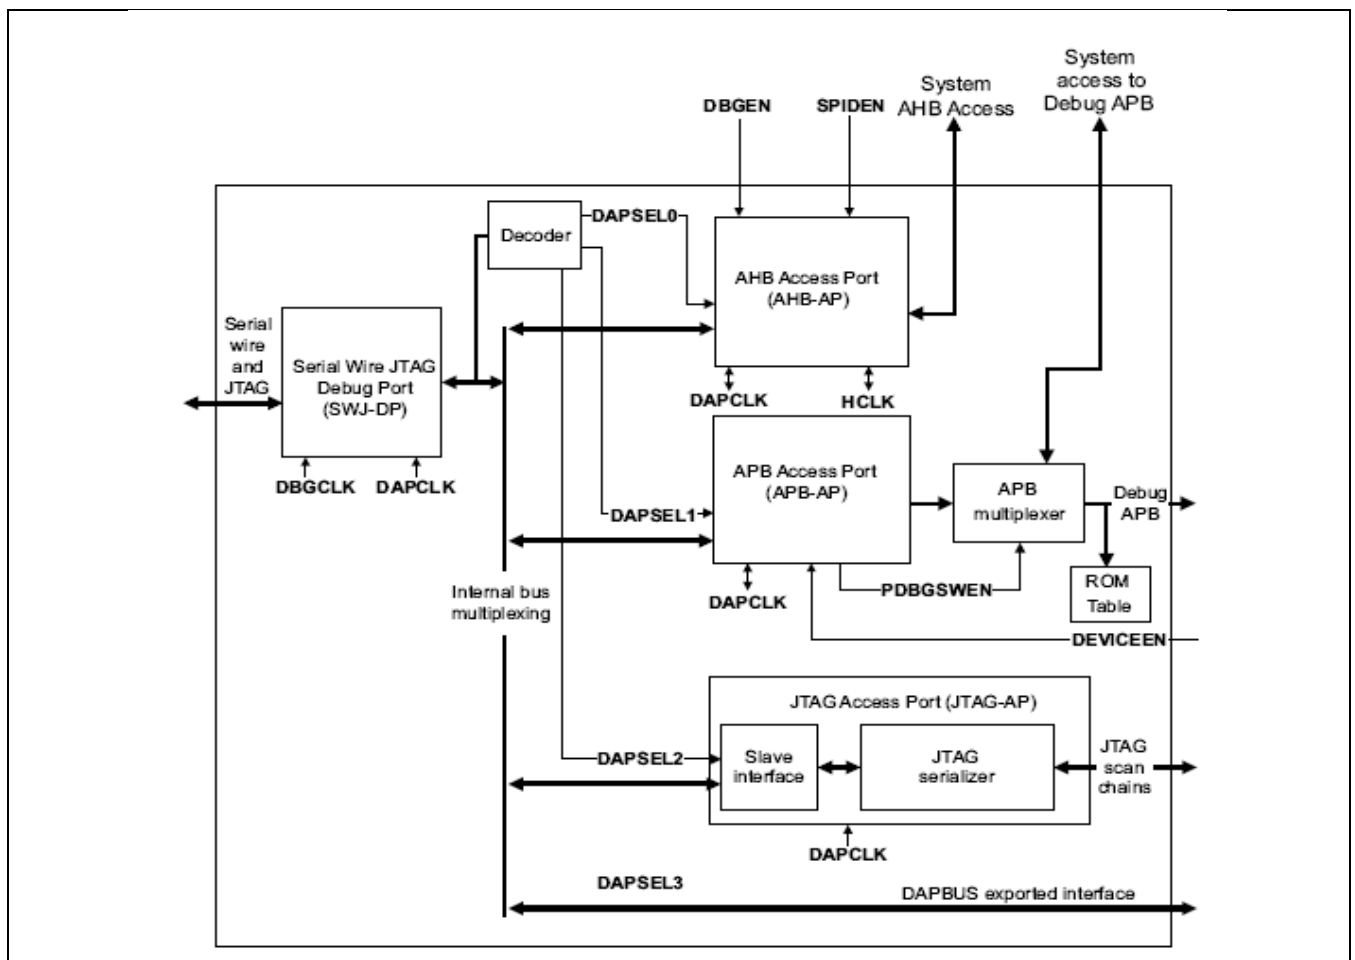 System
access to
Debug APB
System
AHB Access
DBGEN
SPIDEN
Decoder
DAPSEL0
AHB Access Port
(AHB-AP)
Serial
wire
and
JTAG
Serial Wire JTAG
Debug Port
(SWJ-DP)
DAPCLK
HCLK
DBGCLK
DAPCLK
APB Access Port
(APB-AP)
DAPSEL1
APB
multiplexer
Debug
APB
Internal bus
multiplexing
DAPCLK
PDBGSWEN
ROM
Table
DEVICEEN
JTAG Access Port (JTAG-AP)
DAPSEL2
Slave
interface
JTAG
serializer
JTAG
scan
chains
DAPCLK
DAPSEL3
DAPBUS exported interface